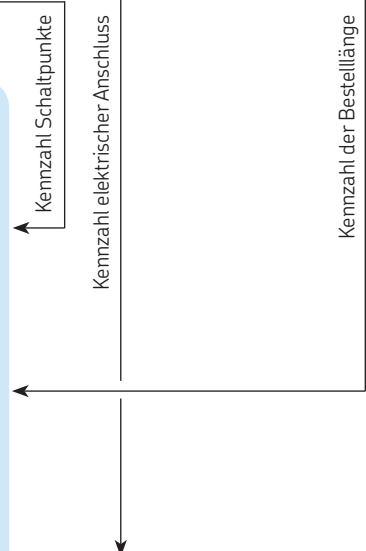 Kennzahl Schaltpunkte
Kennzahl elektrischer Anschluss
Kennzahl der Bestelllänge